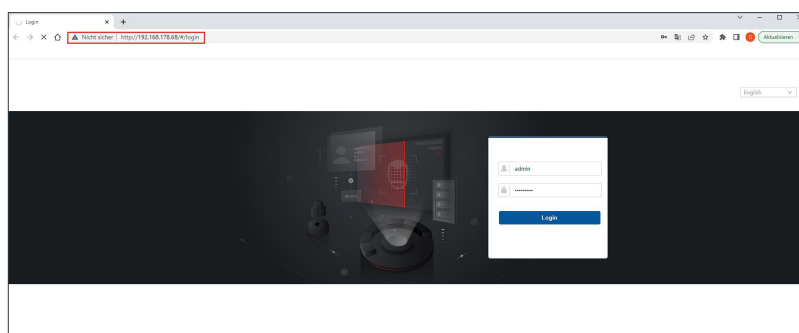 Login
Nicht sicher | http://192.168.178.68/#/login
Aktualisieren
English
admin
Login